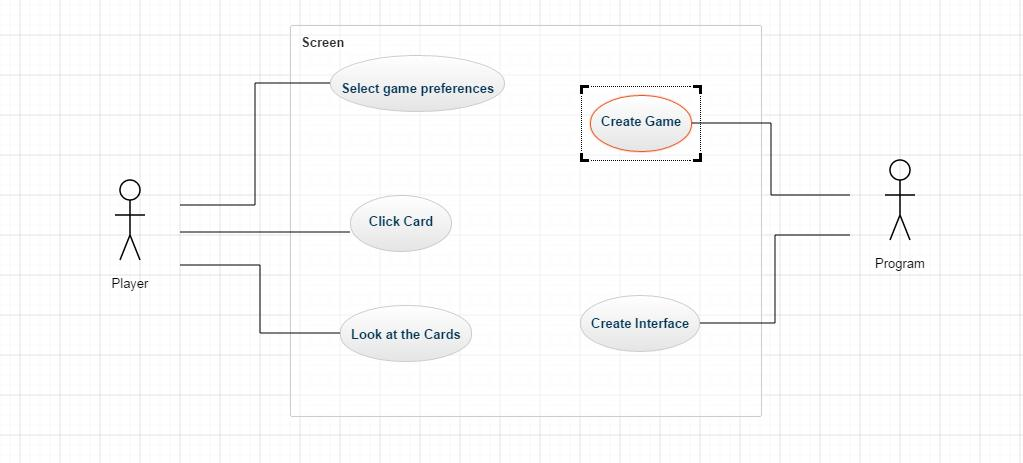 Screen
Select game preferences
Create Game
Click Card
Program
Player
Create Interface
Look at the Cards